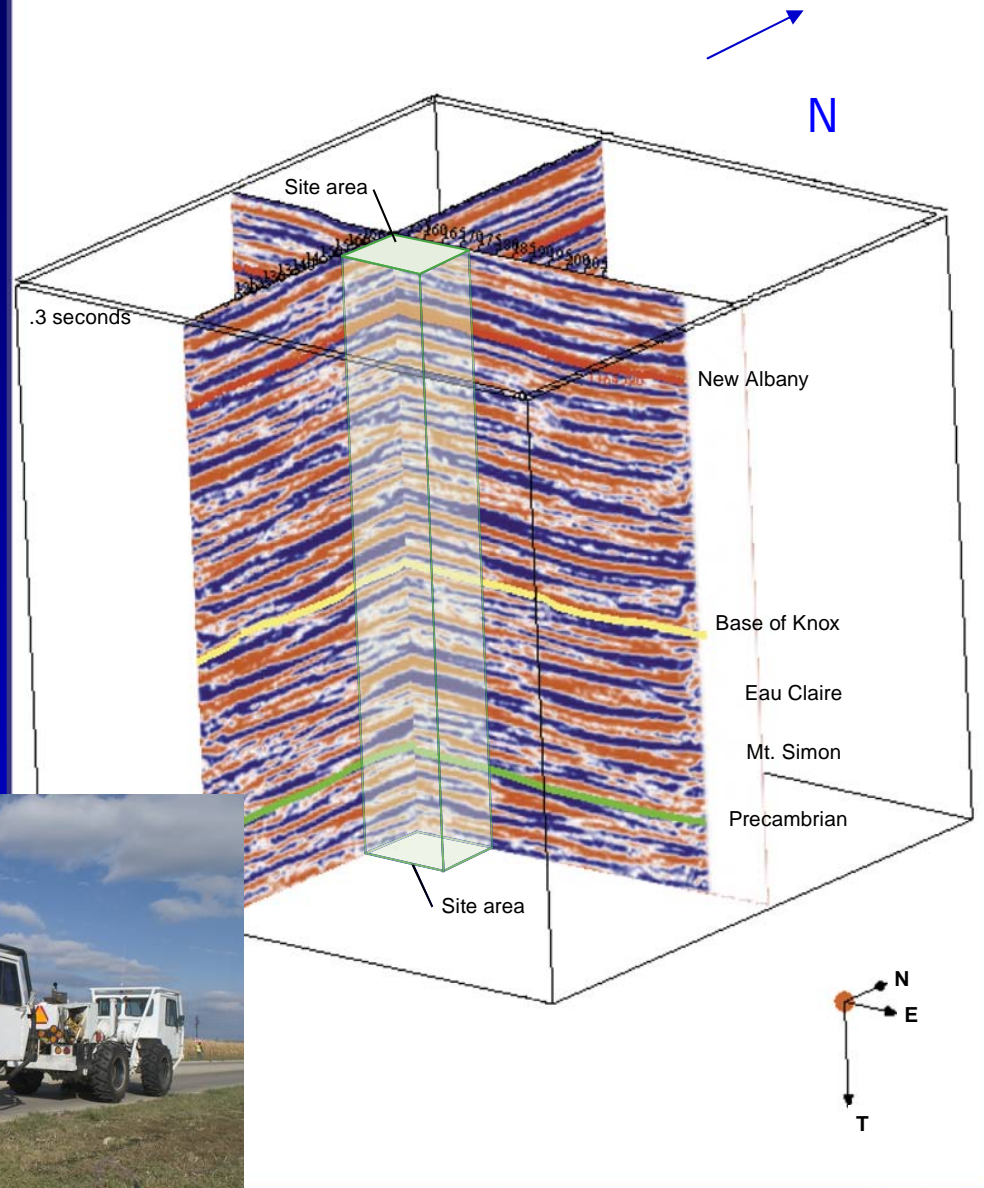 N
Site area
.3 seconds
New Albany
Base of Knox
Eau Claire
Mt. Simon
Precambrian
Site area
N
E
T